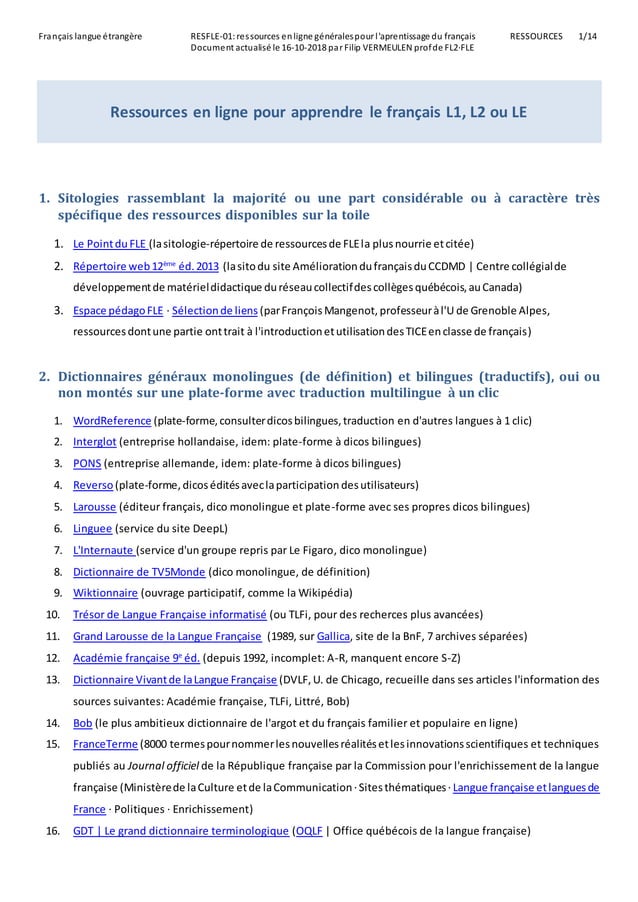 Français langue étrangère RESFLE-01: ressources en ligne générales pour l'aprentissage du français RESSOURCES 1/14
Document actualisé le 16-10-2018 par Filip VERMEULEN prof de FL2·FLE
Ressources en ligne pour apprendre le français L1, L2 ou LE
1. Sitologies rassemblant la majorité ou une part considérable ou à caractère très
spécifique des ressources disponibles sur la toile
1. Le Point du FLE (la sitologie-répertoire de ressources de FLE la plus nourrie et citée)
2. Répertoire web 12ème éd. 2013 (la sito du site Amélioration du français du CCDMD | Centre collégial de
développement de matériel didactique du réseau collectif des collèges québécois, au Canada)
3. Espace pédago FLE · Sélection de liens (par François Mangenot, professeur à l'U de Grenoble Alpes,
ressources dont une partie ont trait à l'introduction et utilisation des TICE en classe de français)
2. Dictionnaires généraux monolingues (de définition) et bilingues (traductifs), oui ou
non montés sur une plate-forme avec traduction multilingue à un clic
1. WordReference (plate-forme, consulter dicos bilingues, traduction en d'autres langues à 1 clic)
2. Interglot (entreprise hollandaise, idem: plate-forme à dicos bilingues)
3. PONS (entreprise allemande, idem: plate-forme à dicos bilingues)
4. Reverso (plate-forme, dicos édités avec la participation des utilisateurs)
5. Larousse (éditeur français, dico monolingue et plate-forme avec ses propres dicos bilingues)
6. Linguee (service du site DeepL)
7. L'Internaute (service d'un groupe repris par Le Figaro, dico monolingue)
8. Dictionnaire de TV5Monde (dico monolingue, de définition)
9. Wiktionnaire (ouvrage participatif, comme la Wikipédia)
10. Trésor de Langue Française informatisé (ou TLFi, pour des recherces plus avancées)
11. Grand Larousse de la Langue Française (1989, sur Gallica, site de la BnF, 7 archives séparées)
12. Académie française 9e éd. (depuis 1992, incomplet: A-R, manquent encore S-Z)
13. Dictionnaire Vivant de la Langue Française (DVLF, U. de Chicago, recueille dans ses articles l'information des
sources suivantes: Académie française, TLFi, Littré, Bob)
14. Bob (le plus ambitieux dictionnaire de l'argot et du français familier et populaire en ligne)
15. FranceTerme (8000 termes pour nommer les nouvelles réalités et les innovations scientifiques et techniques
publiés au Journal officiel de la République française par la Commission pour l'enrichissement de la langue
française (Ministère de la Culture et de la Communication · Sites thématiques · Langue française et langues de
France · Politiques · Enrichissement)
16. GDT | Le grand dictionnaire terminologique (OQLF | Office québécois de la langue française)